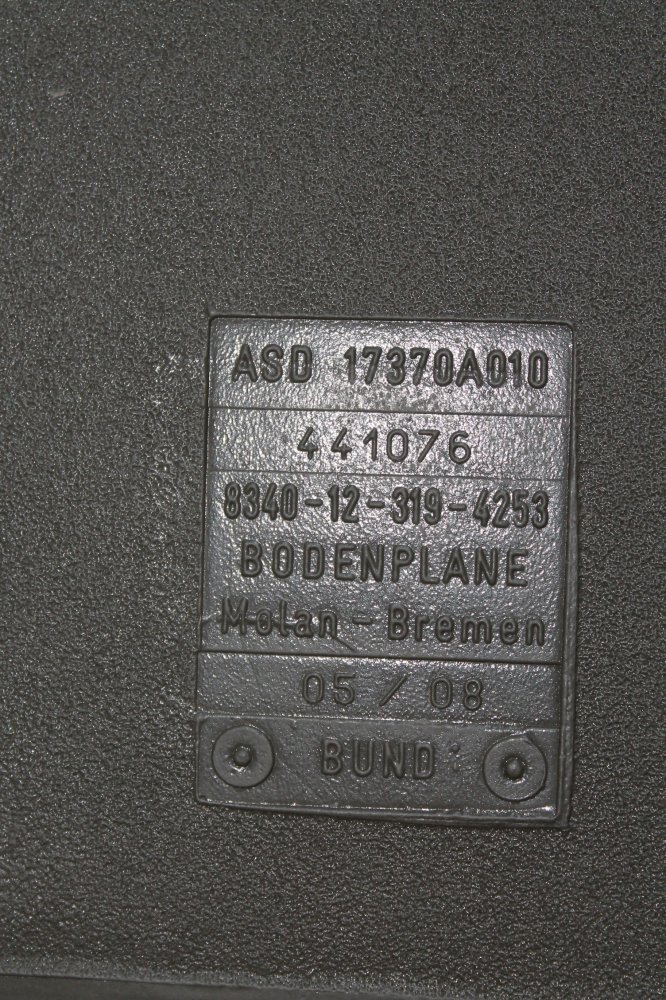 ASD 17370A010
441076
8340-12-319-4253
BODENPLANE
Molan - Bremen
05 / 08
BUND